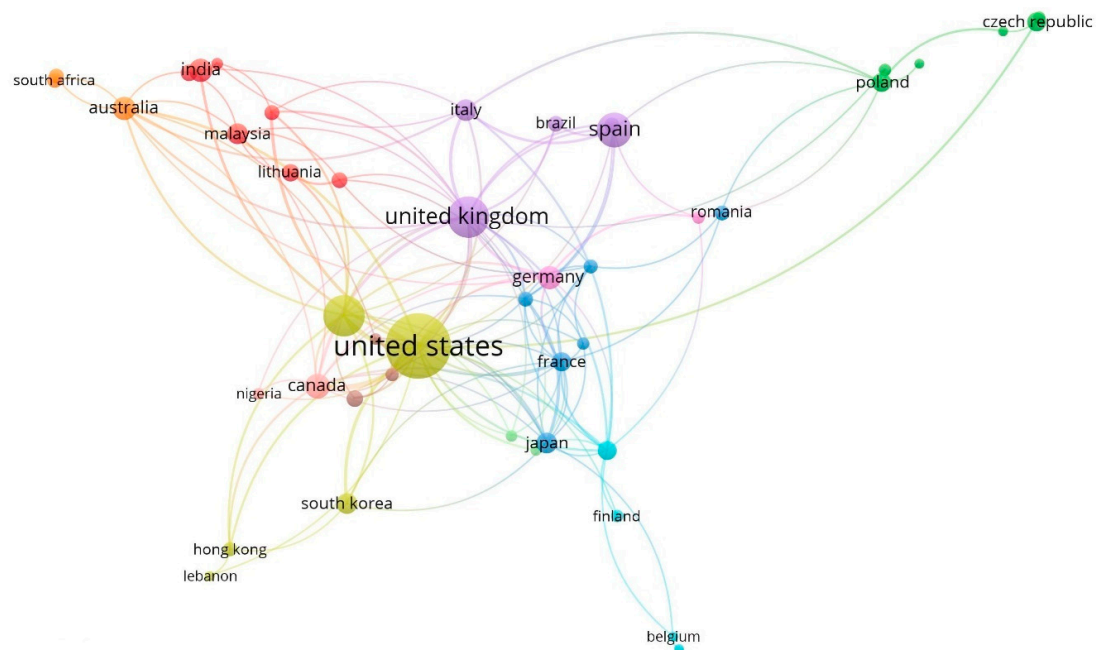 czech republic
india
south africa
poland
australia
italy
brazil
spain
malaysia
lithuania
romania
united kingdom
germany
united states
france
canada
nigeria
japan
south korea
finland
hong kong
lebanon
belgium